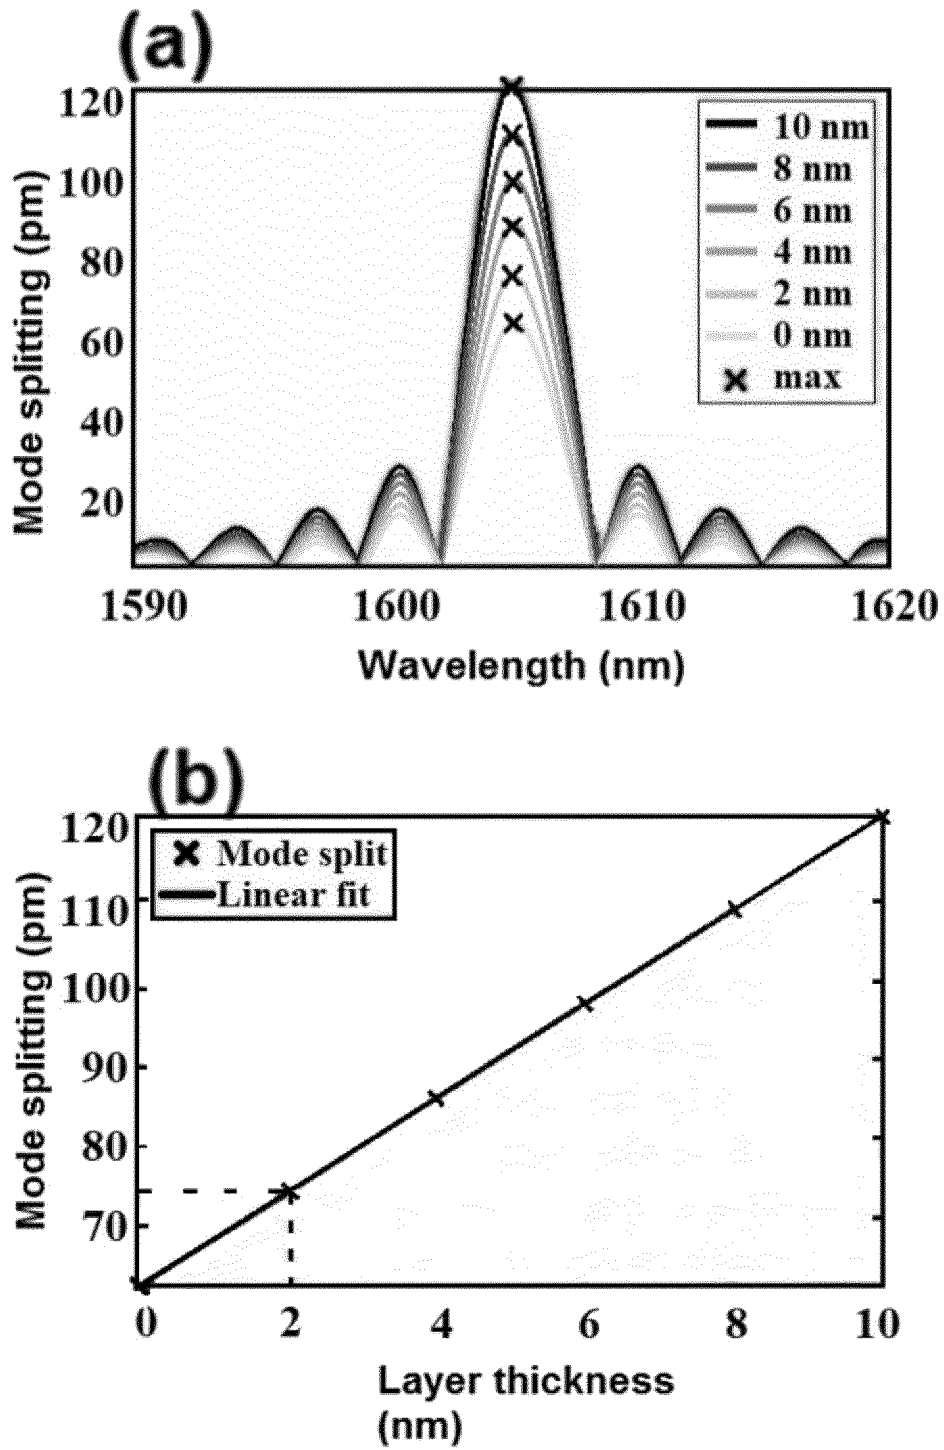 (a)
Mode splitting (pm)
120
100
80
60
40
20
10 nm
8 nm
6 nm
4 nm
2 nm
0 nm
max
1590 1600 1610 1620
Wavelength (nm)
(b)
Mode splitting (pm)
120
110
100
90
80
70
Mode split
Linear fit
0 2 4 6 8 10
Layer thickness
(nm)